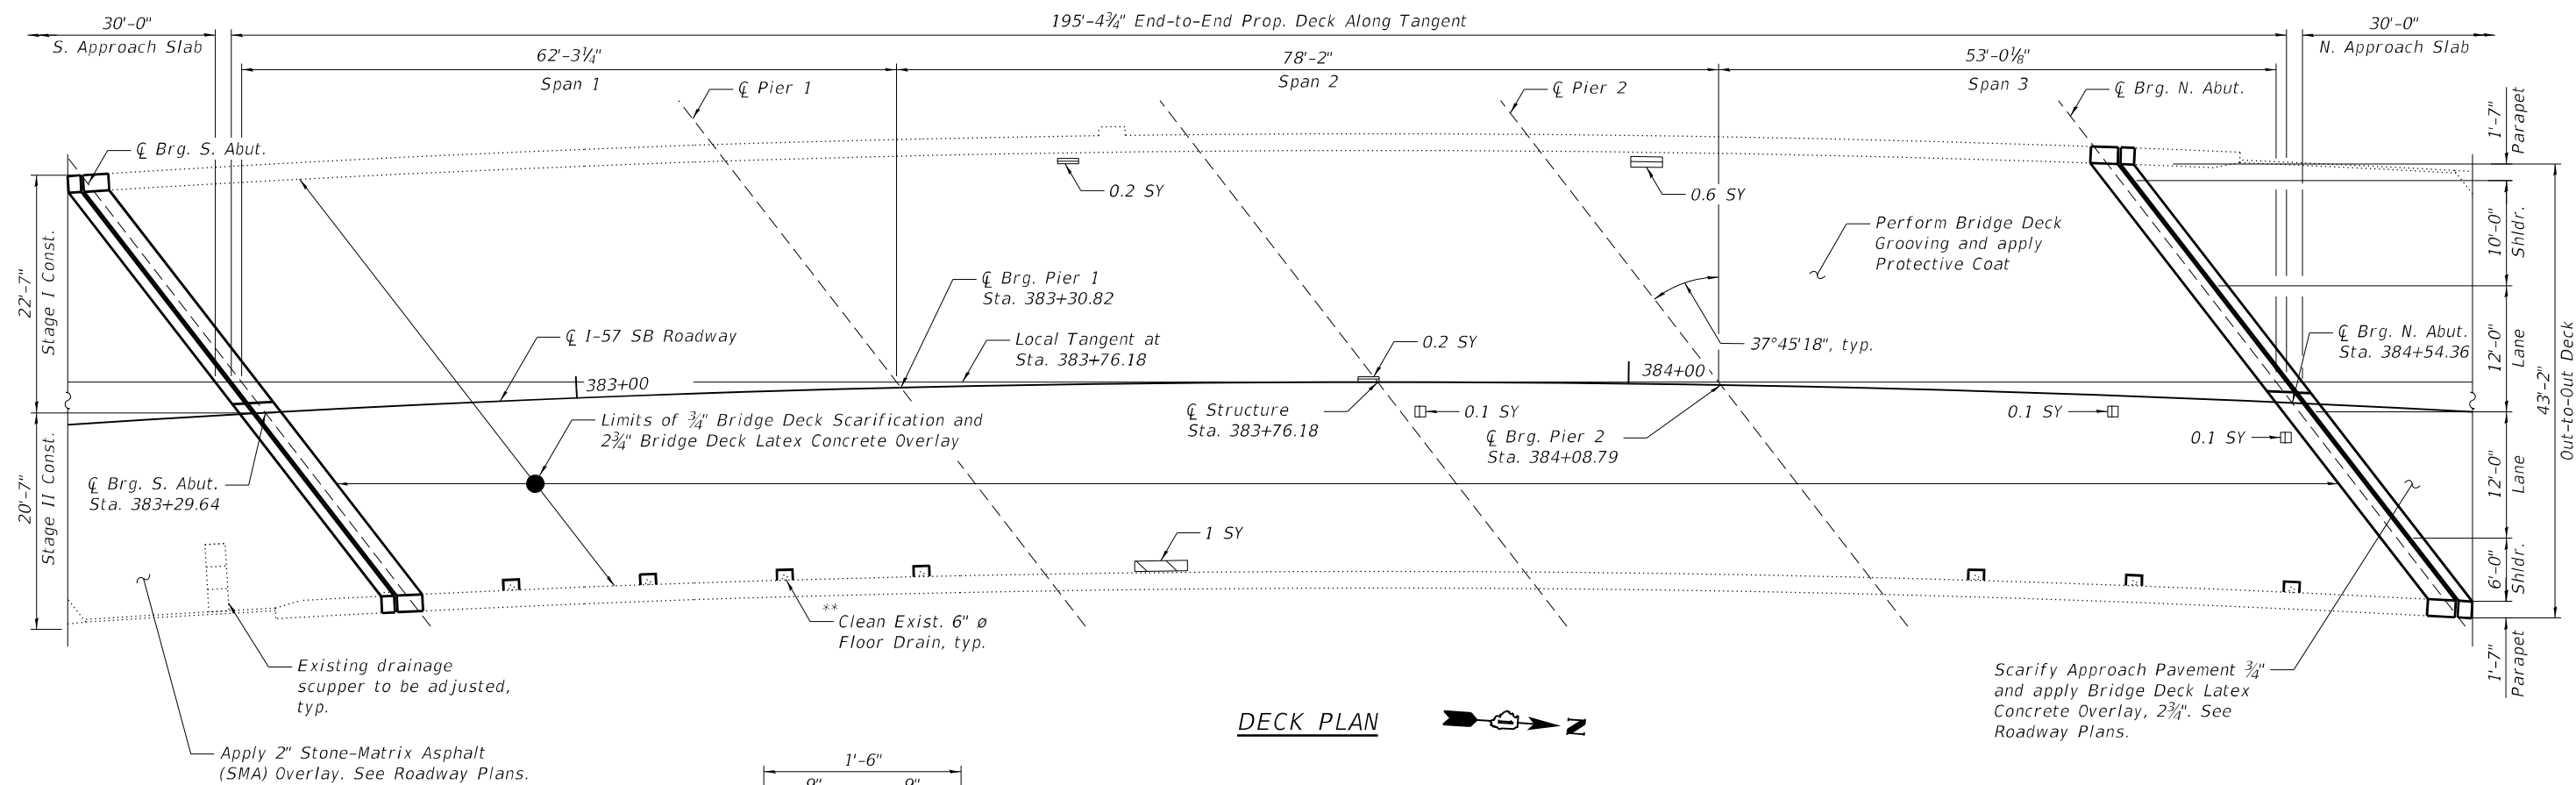 30'-0"
S. Approach Slab
195'-4¾" End-to-End Prop. Deck Along Tangent
30'-0"
N. Approach Slab
62'-3¼"
Span 1
78'-2"
Span 2
53'-0⅛"
Span 3
℄ Pier 1
℄ Pier 2
℄ Brg. N. Abut.
1'-7"
Parapet
℄ Brg. S. Abut.
0.2 SY
0.6 SY
Perform Bridge Deck
Grooving and apply
Protective Coat
10'-0"
Shldr.
22'-7"
Stage I Const.
℄ Brg. Pier 1
Sta. 383+30.82
℄ I-57 SB Roadway
Local Tangent at
Sta. 383+76.18
0.2 SY
37°45'18", typ.
℄ Brg. N. Abut.
Sta. 384+54.36
12'-0"
Lane
43'-2"
Out-to-Out Deck
383+00
384+00
Limits of ¾" Bridge Deck Scarification and
2¾" Bridge Deck Latex Concrete Overlay
℄ Structure
Sta. 383+76.18
0.1 SY
℄ Brg. Pier 2
Sta. 384+08.79
0.1 SY
0.1 SY
℄ Brg. S. Abut.
Sta. 383+29.64
20'-7"
Stage II Const.
12'-0"
Lane
1 SY
6'-0"
Shldr.
**
Clean Exist. 6" ø
Floor Drain, typ.
Existing drainage
scupper to be adjusted,
typ.
1'-7"
Parapet
Scarify Approach Pavement ¾"
and apply Bridge Deck Latex
Concrete Overlay, 2¾". See
Roadway Plans.
DECK PLAN
N
Apply 2" Stone-Matrix Asphalt
(SMA) Overlay. See Roadway Plans.
1'-6"
9" 9"